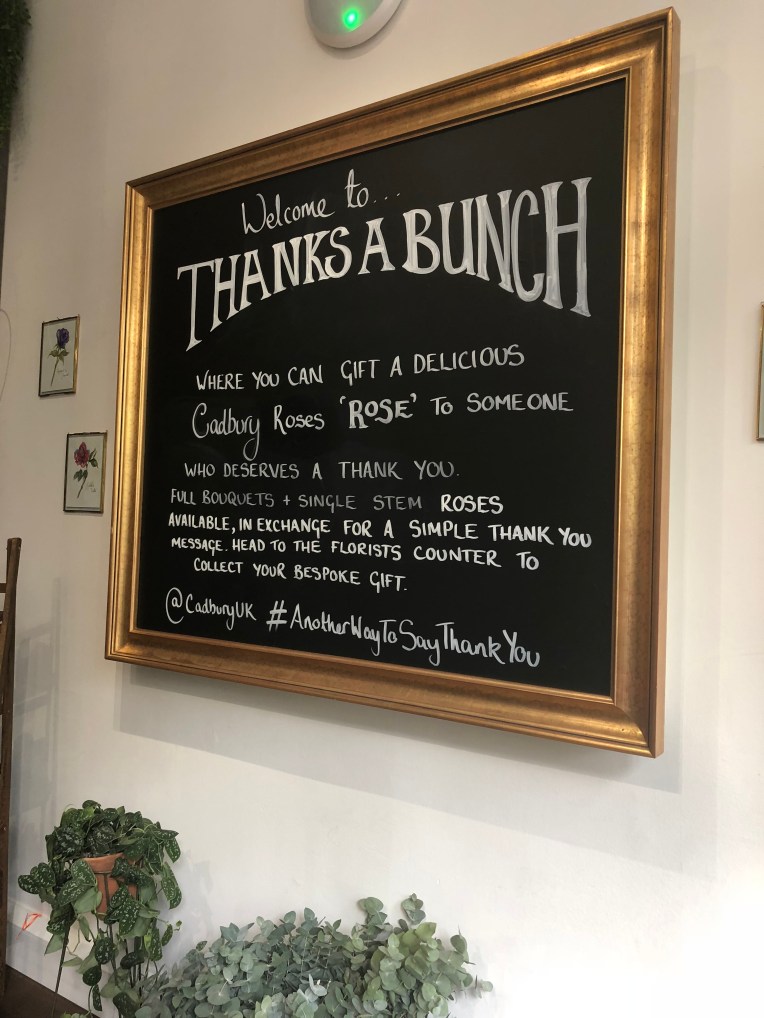 Welcome to...
THANKS A BUNCH
WHERE YOU CAN GIFT A DELICIOUS
Cadbury Roses 'ROSE' TO SOMEONE
WHO DESERVES A THANK YOU.
FULL BOUQUETS + SINGLE STEM ROSES
AVAILABLE, IN EXCHANGE FOR A SIMPLE THANK YOU
MESSAGE. HEAD TO THE FLORISTS COUNTER TO
COLLECT YOUR BESPOKE GIFT.
@CadburyUK #AnotherWayToSayThankYou